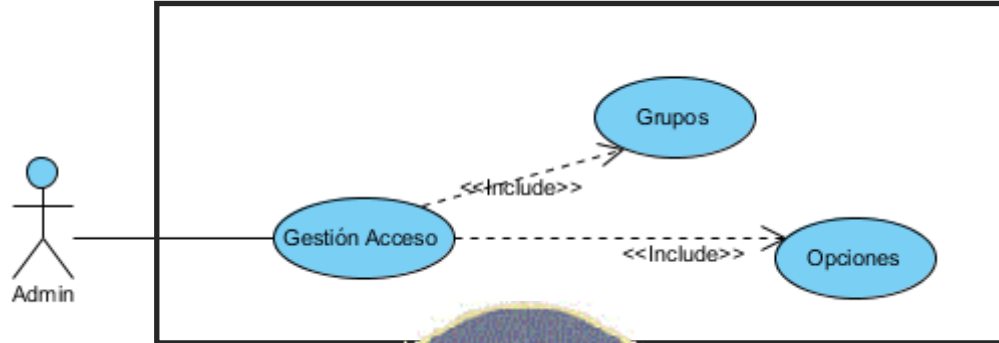 Grupos
<<Include>>
Gestión Acceso
<<Include>>
Opciones
Admin